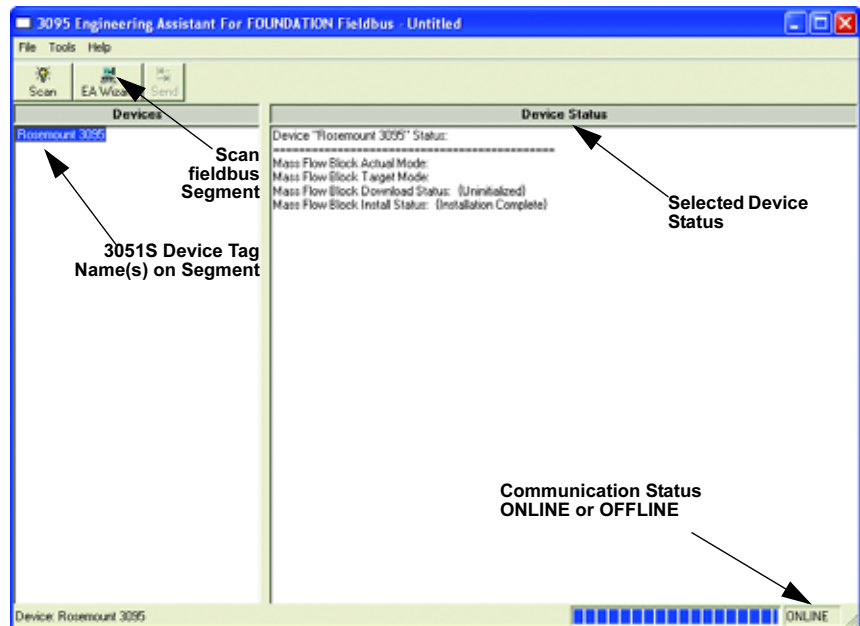 3095 Engineering Assistant For FOUNDATION Fieldbus - Untitled
File Tools Help
Scan EA Wizar Send
Devices
Device Status
Rosemount 3095
Device "Rosemount 3095" Status:
Mass Flow Block Actual Mode:
Mass Flow Block Target Mode:
Mass Flow Block Download Status: (Uninitialized)
Mass Flow Block Install Status: (Installation Complete)
Scan
fieldbus
Segment
3051S Device Tag
Name(s) on Segment
Selected Device
Status
Communication Status
ONLINE or OFFLINE
Device: Rosemount 3095
ONLINE